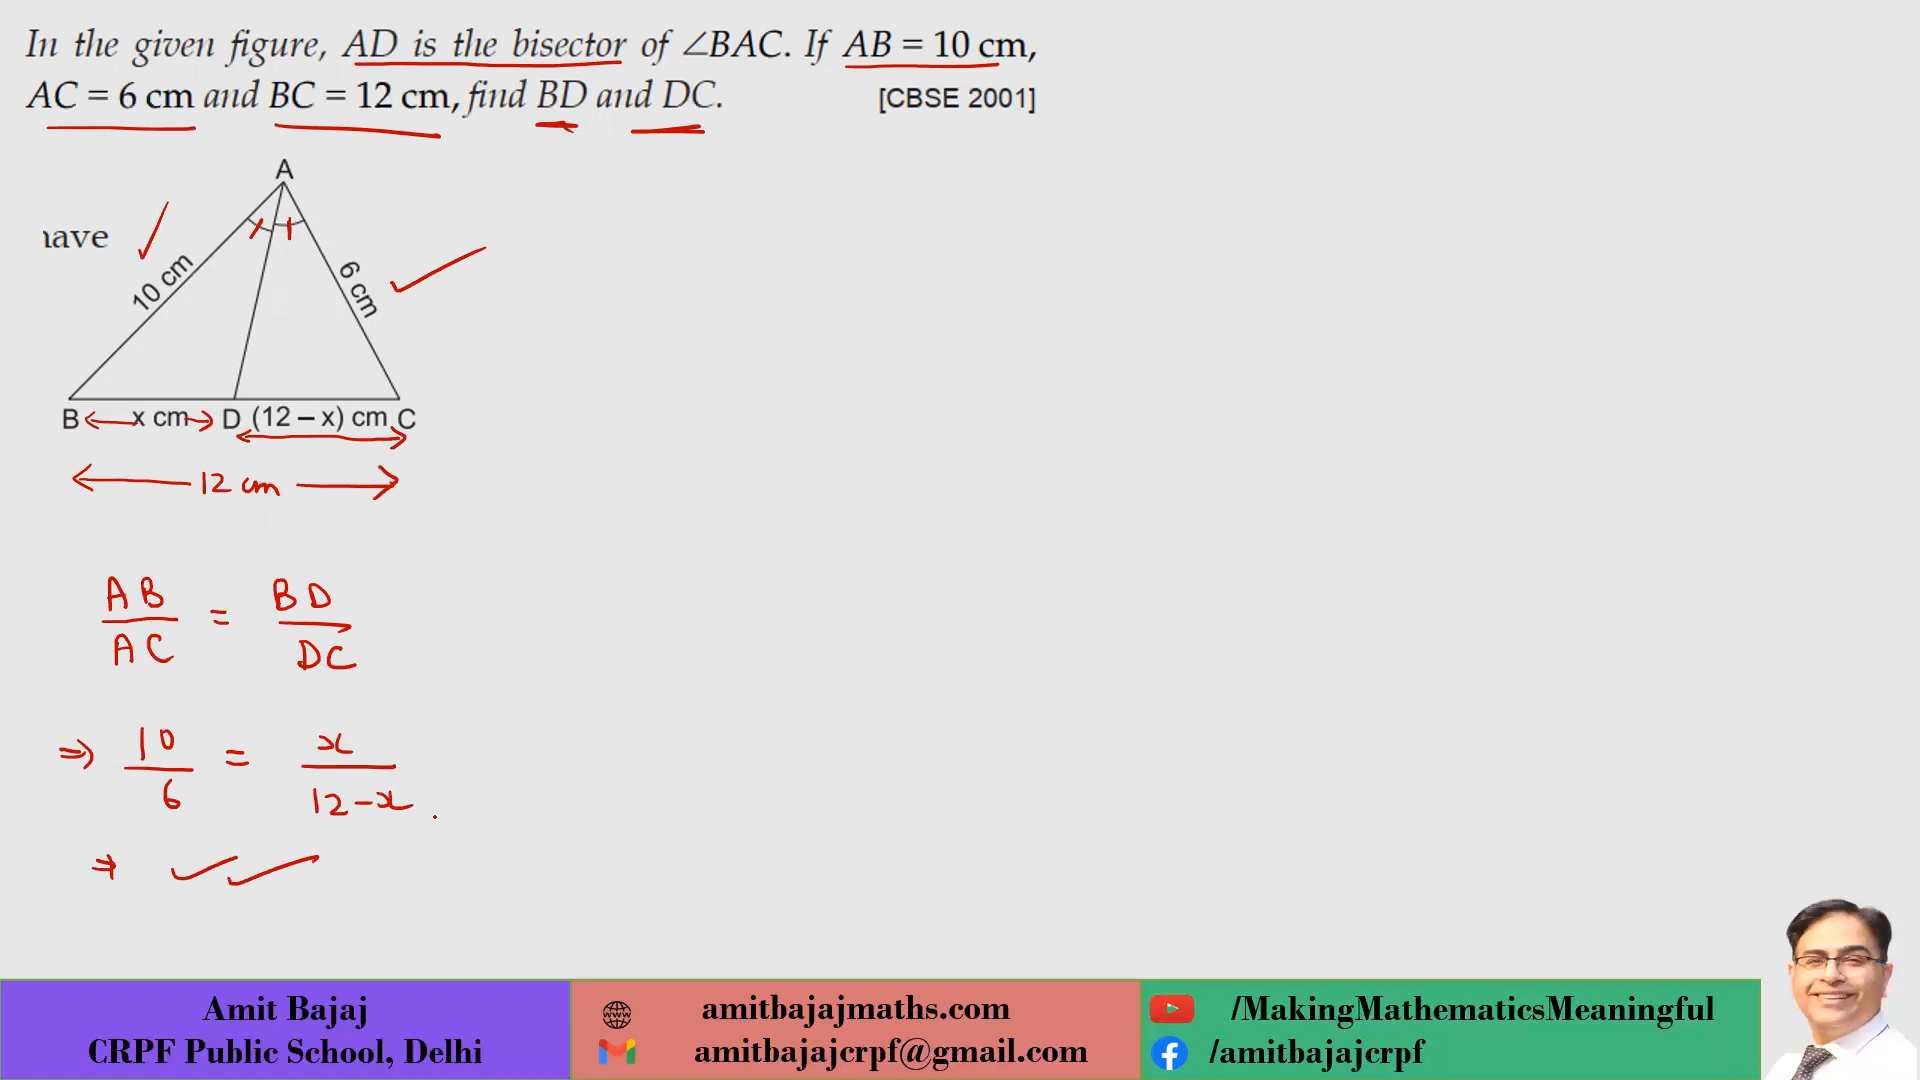 In the given figure, AD is the bisector of ∠BAC. If AB = 10 cm,
AC = 6 cm and BC = 12 cm, find BD and DC. [CBSE 2001]
A
have
10 cm
6 cm
B x cm D (12 – x) cm C
12 cm
AB/AC = BD/DC
⇒ 10/6 = x/12-x
⇒
Amit Bajaj
CRPF Public School, Delhi
www
amitbajajmaths.com
amitbajajcrpf@gmail.com
/MakingMathematicsMeaningful
/amitbajajcrpf